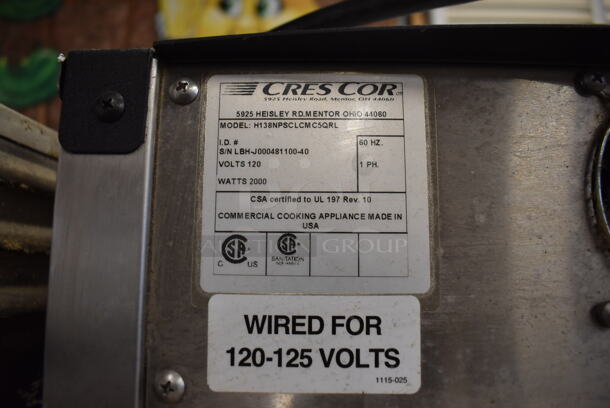 CRES COR
5925 Heisley Road, Mentor, OH 44060
5925 HEISLEY RD.MENTOR OHIO 44060
MODEL: H138NPSCLCMC5QRL
I.D. # 60 HZ.
S/N LBH-J000481100-40
VOLTS 120 1 PH.
WATTS 2000
CSA certified to UL 197 Rev. 10
COMMERCIAL COOKING APPLIANCE MADE IN
USA
AUCTION GROUP
C US
SANITATION
WIRED FOR
120-125 VOLTS
1115-025